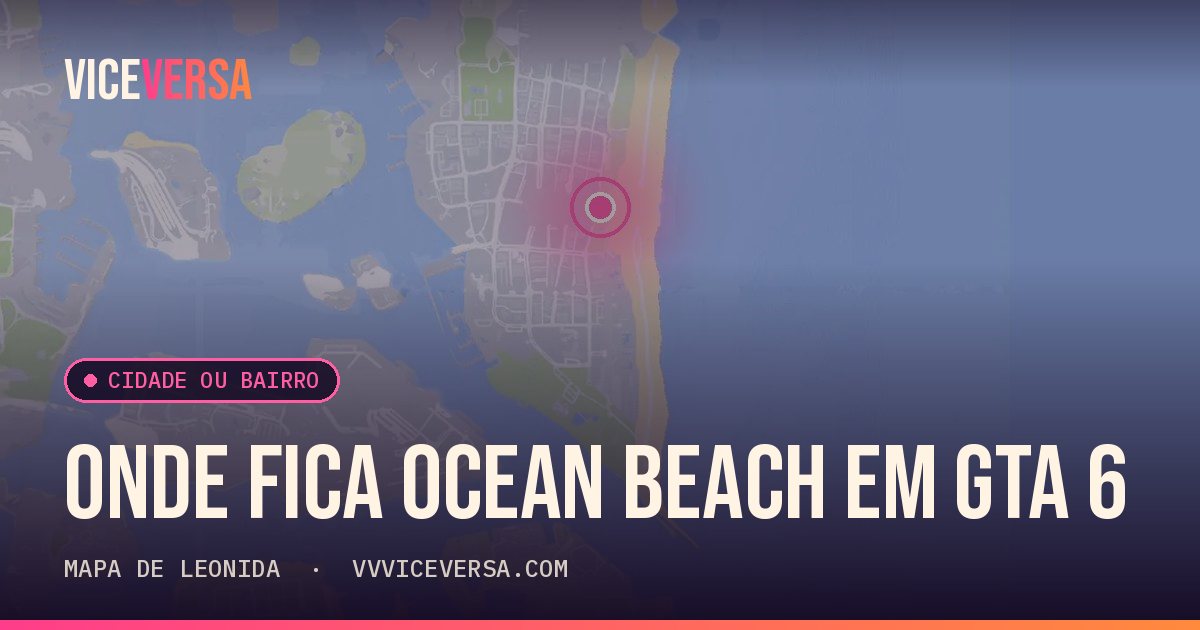 VICEVERSA
CIDADE OU BAIRRO
ONDE FICA OCEAN BEACH EM GTA 6
MAPA DE LEONIDA · VVVICEVERSA.COM